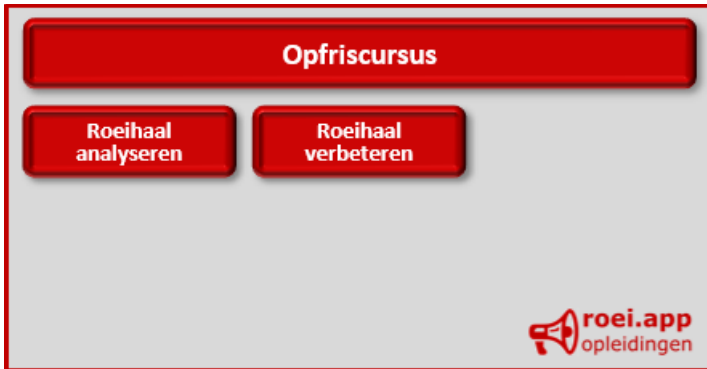 Opfriscursus
Roeihaal
analyseren
Roeihaal
verbeteren
roei.app
opleidingen